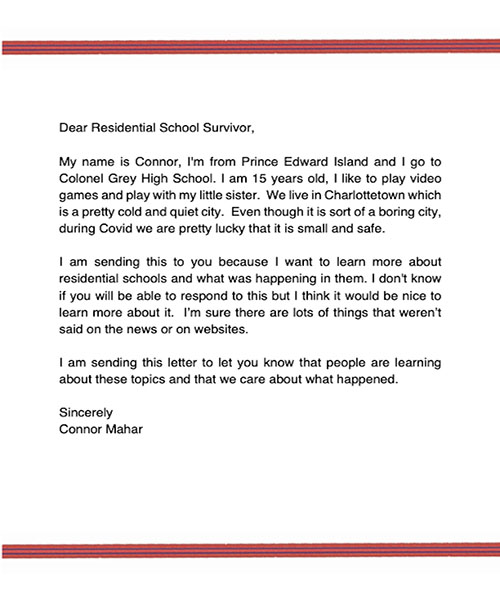 Dear Residential School Survivor,
My name is Connor, I'm from Prince Edward Island and I go to
Colonel Grey High School. I am 15 years old, I like to play video
games and play with my little sister. We live in Charlottetown which
is a pretty cold and quiet city. Even though it is sort of a boring city,
during Covid we are pretty lucky that it is small and safe.
I am sending this to you because I want to learn more about
residential schools and what was happening in them. I don't know
if you will be able to respond to this but I think it would be nice to
learn more about it. I'm sure there are lots of things that weren't
said on the news or on websites.
I am sending this letter to let you know that people are learning
about these topics and that we care about what happened.
Sincerely
Connor Mahar